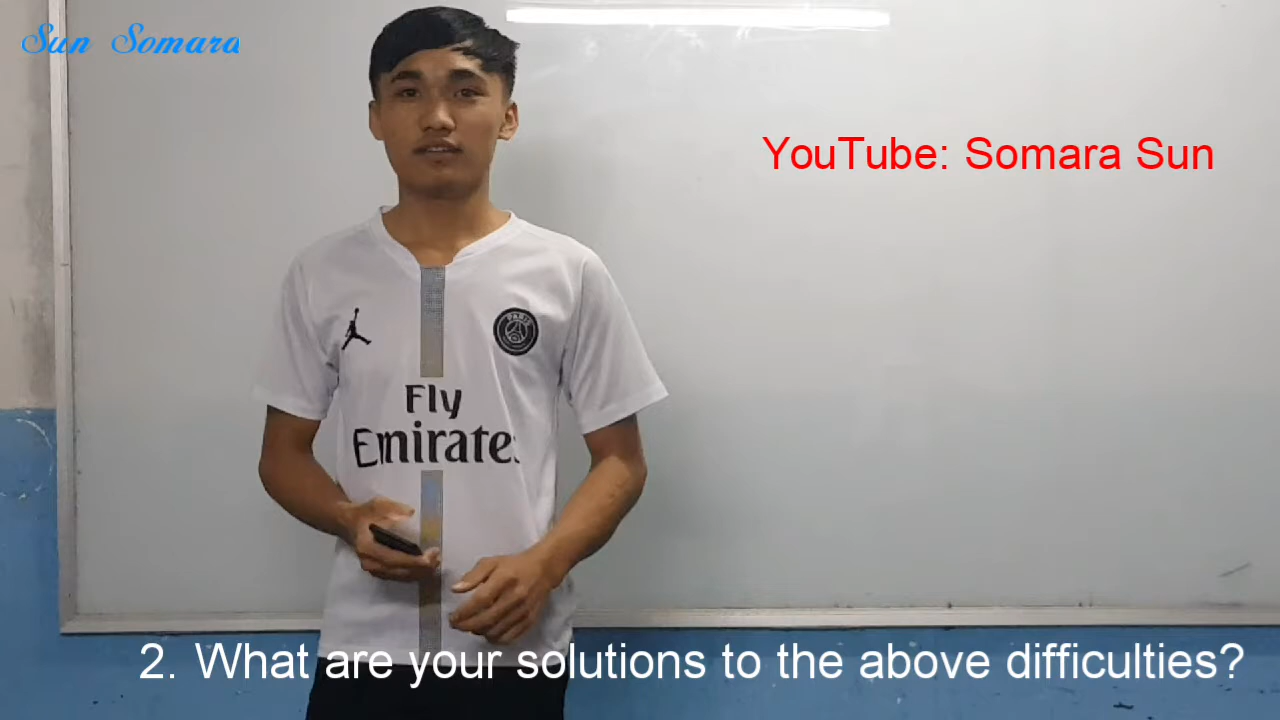 Sun Somara
YouTube: Somara Sun
PARIS
Fly
Emirates
2. What are your solutions to the above difficulties?